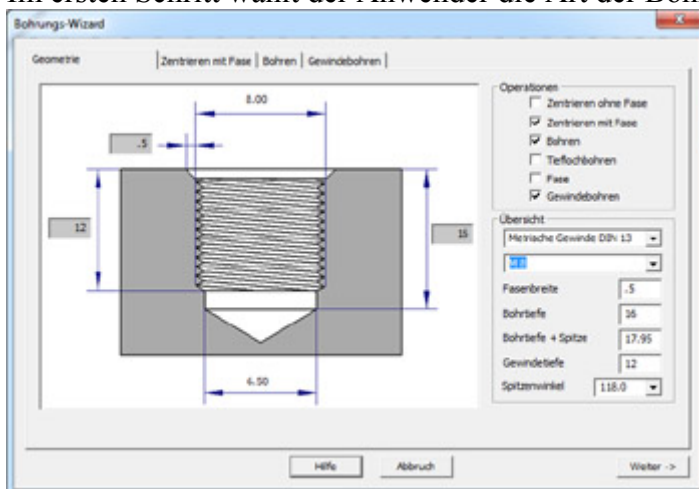 Im ersten Schritt wählt der Anwender die Art der Boh
Bohrungs-Wizard
Geometrie
Zentrieren mit Fase
Bohren
Gewindebohren
8.00
.5
12
6.50
Operationen
Zentrieren ohne Fase
Zentrieren mit Fase
Bohren
Tieflochbohren
Fase
Gewindebohren
Übersicht
Metrische Gewinde DIN 13
M 8
Fasenbreite .5
Bohrtiefe 16
Bohrtiefe + Spitze 17.95
Gewindetiefe 12
Spitzenwinkel 118.0
Hilfe
Abbruch
Weiter ->